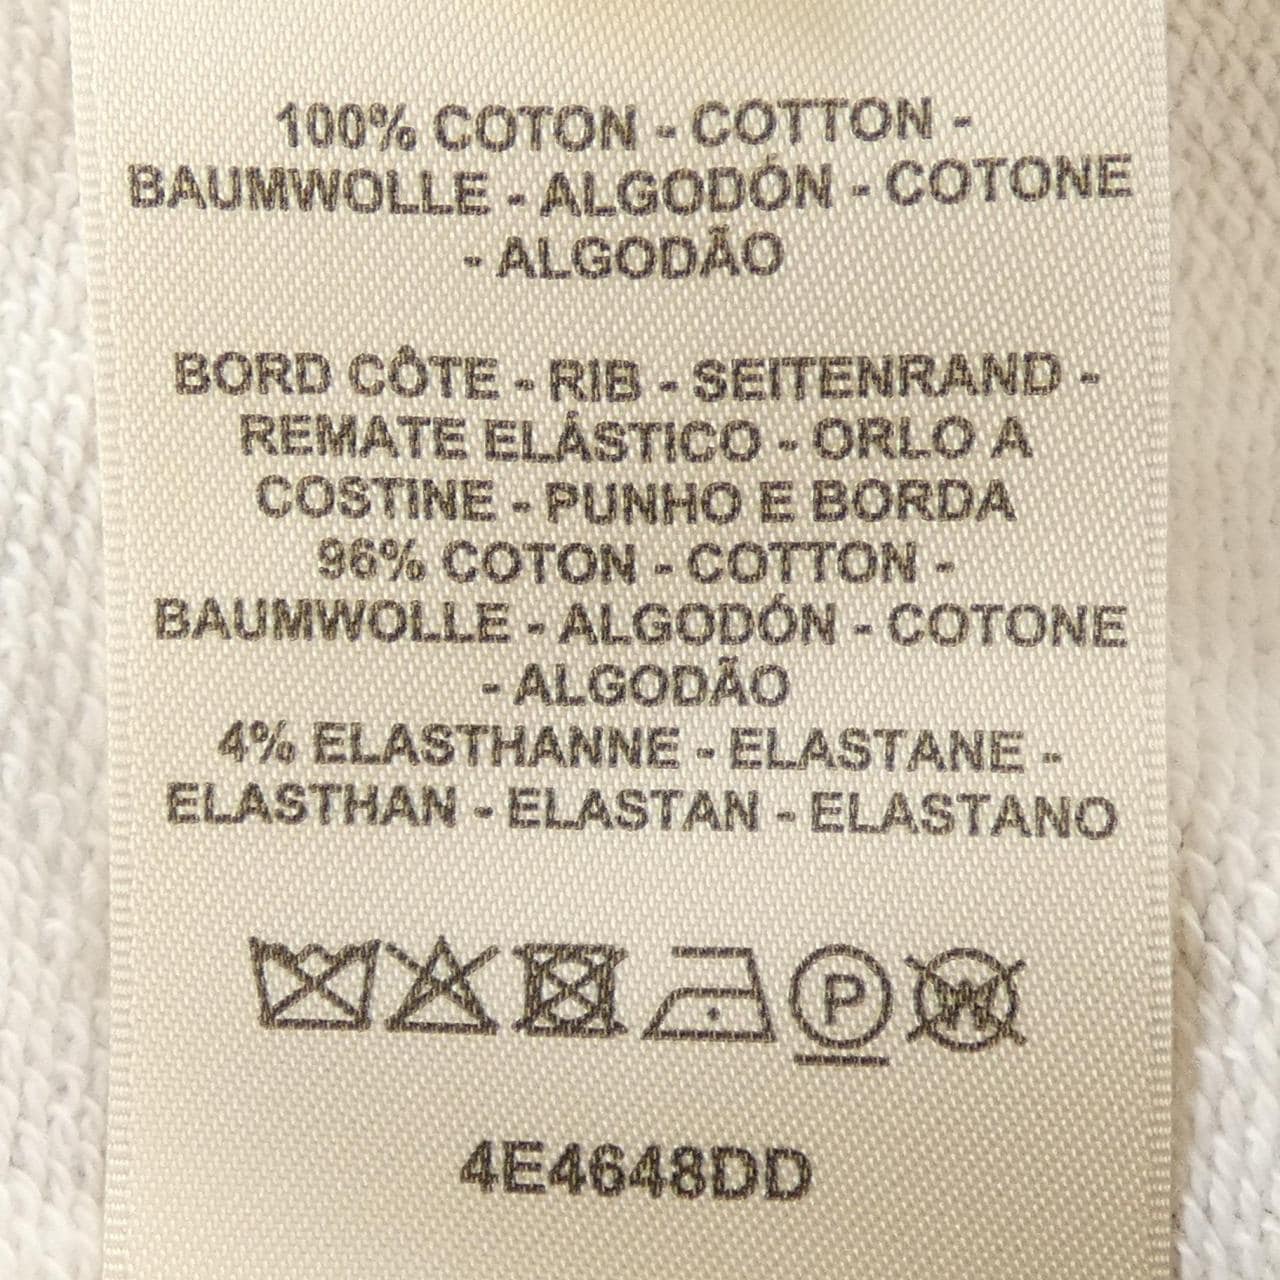 100% COTON - COTTON -
BAUMWOLLE - ALGODÓN - COTONE
- ALGODÃO
BORD CÔTE - RIB - SEITENRAND -
REMATE ELÁSTICO - ORLO A
COSTINE - PUNHO E BORDA
96% COTON - COTTON -
BAUMWOLLE - ALGODÓN - COTONE
- ALGODÃO
4% ELASTHANNE - ELASTANE -
ELASTHAN - ELASTAN - ELASTANO
P W
4E4648DD